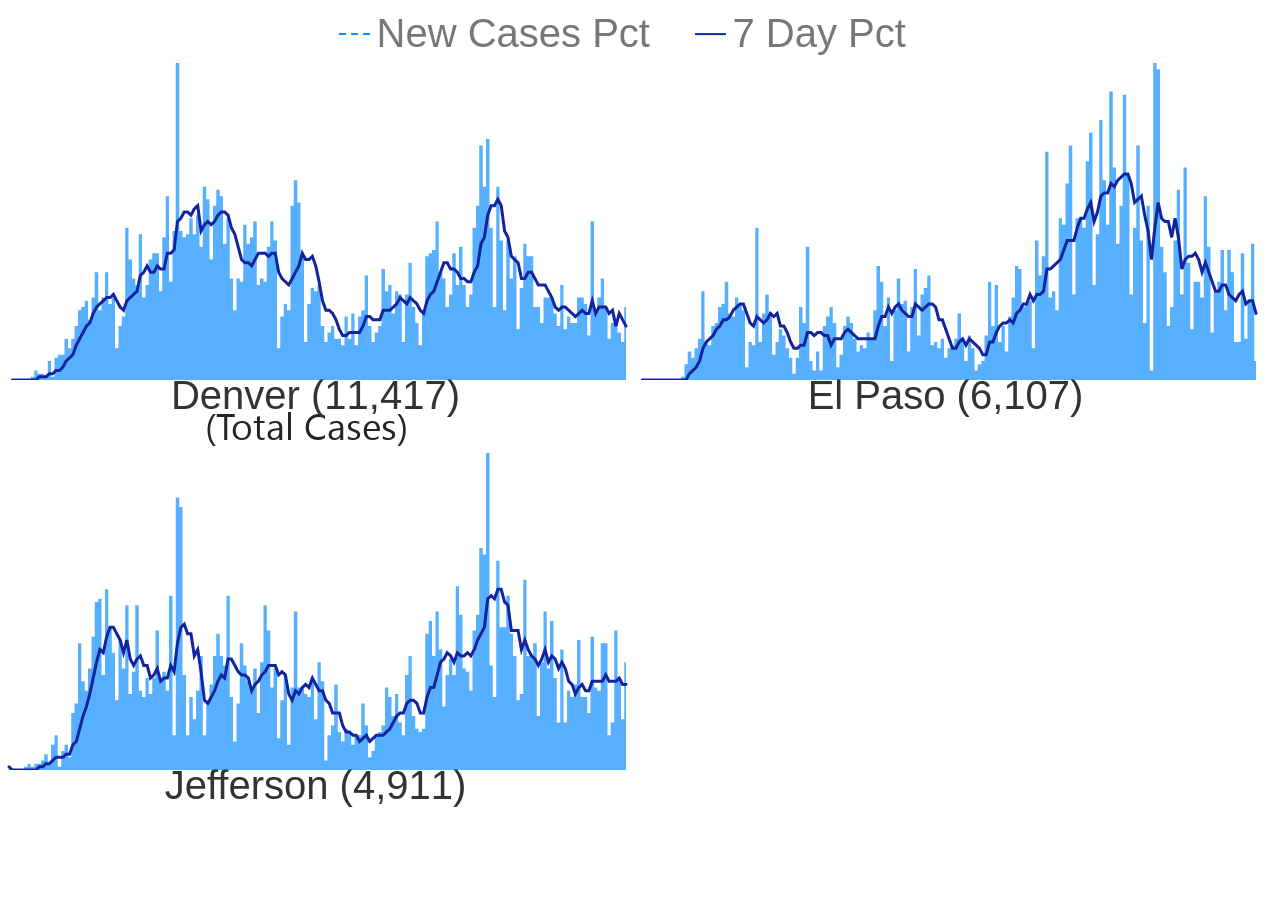 New Cases Pct 7 Day Pct
Denver (11,417) El Paso (6,107)
(Total Cases)
Jefferson (4,911)